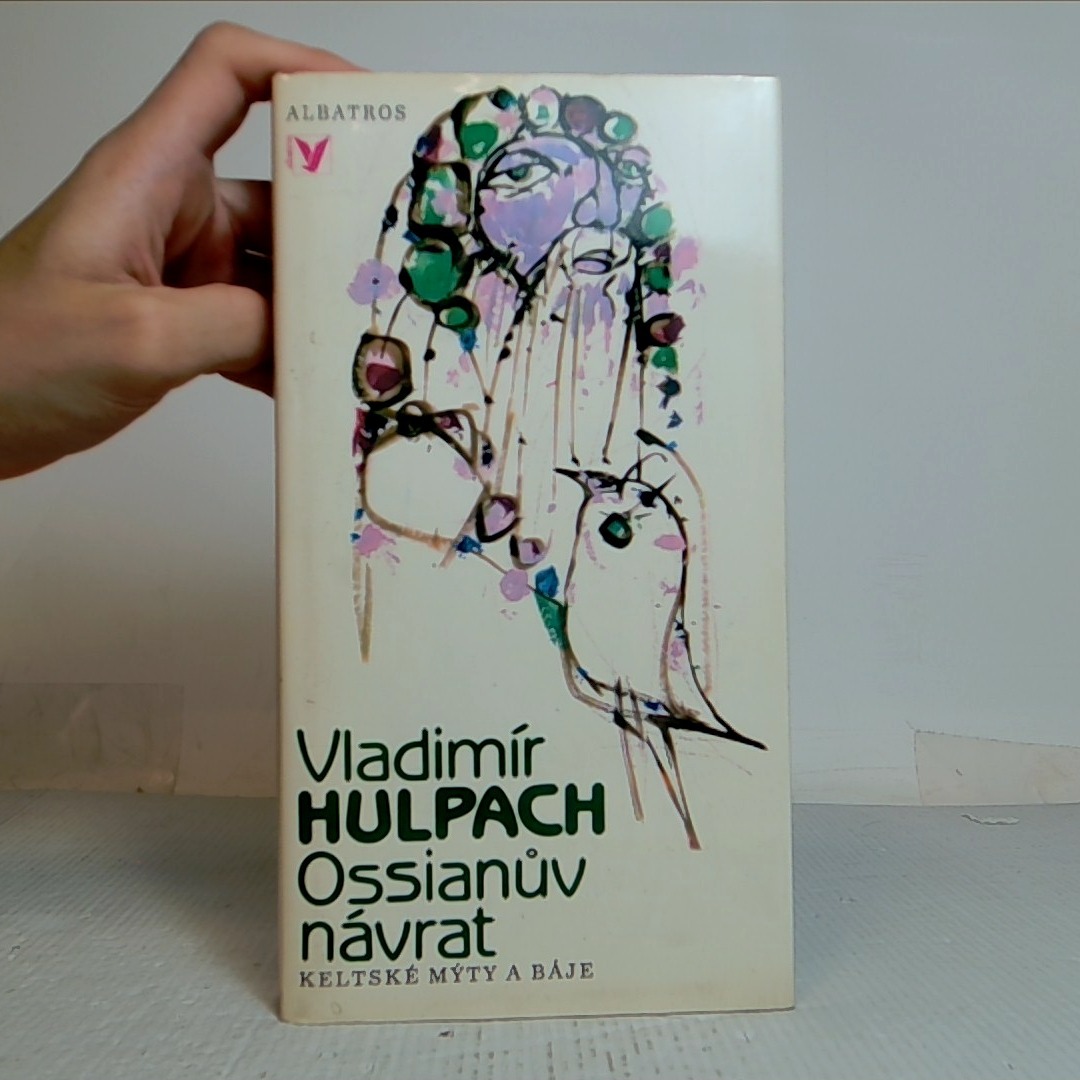 ALBATROS
Vladimír
HULPACH
Ossianův
návrat
KELTSKÉ MÝTY A BÁJE